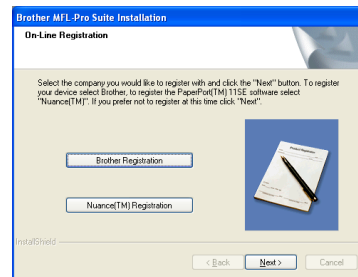 Brother MFL-Pro Suite Installation
On-Line Registration
Select the company you would like to register with and click the "Next" button. To register
your device select Brother, to register the PaperPort(TM) 11SE software select
"Nuance(TM)". If you prefer not to register at this time click "Next".
Brother Registration
Product Registration
Nuance(TM) Registration
InstallShield
< Back
Next >
Cancel